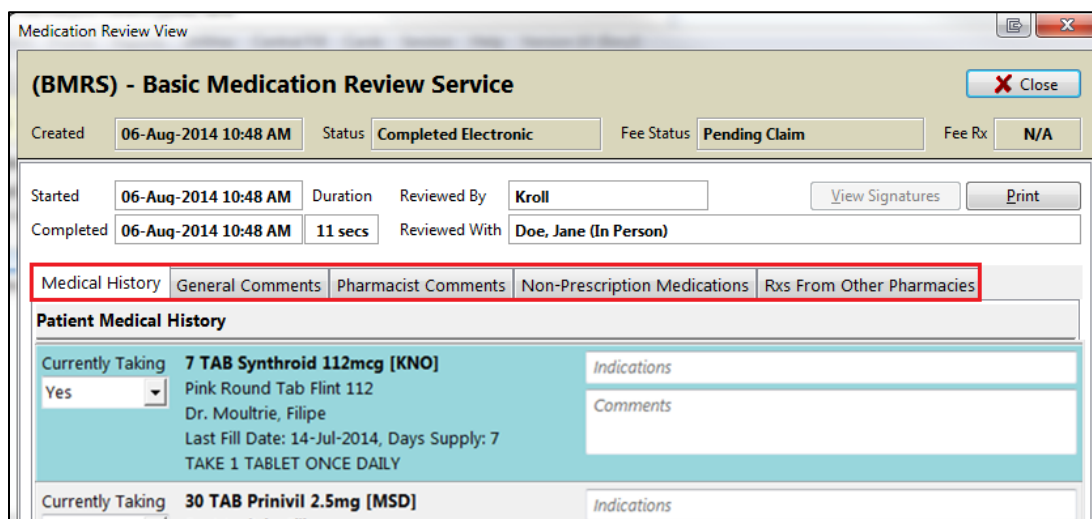 Medication Review View
(BMRS) - Basic Medication Review Service
Close
Created 06-Aug-2014 10:48 AM Status Completed Electronic Fee Status Pending Claim Fee Rx N/A
Started 06-Aug-2014 10:48 AM Duration Reviewed By Kroll View Signatures Print
Completed 06-Aug-2014 10:48 AM 11 secs Reviewed With Doe, Jane (In Person)
Medical History General Comments Pharmacist Comments Non-Prescription Medications Rxs From Other Pharmacies
Patient Medical History
Currently Taking 7 TAB Synthroid 112mcg [KNO] Indications
Yes Pink Round Tab Flint 112 Comments
Dr. Moultrie, Filipe
Last Fill Date: 14-Jul-2014, Days Supply: 7
TAKE 1 TABLET ONCE DAILY
Currently Taking 30 TAB Prinivil 2.5mg [MSD] Indications